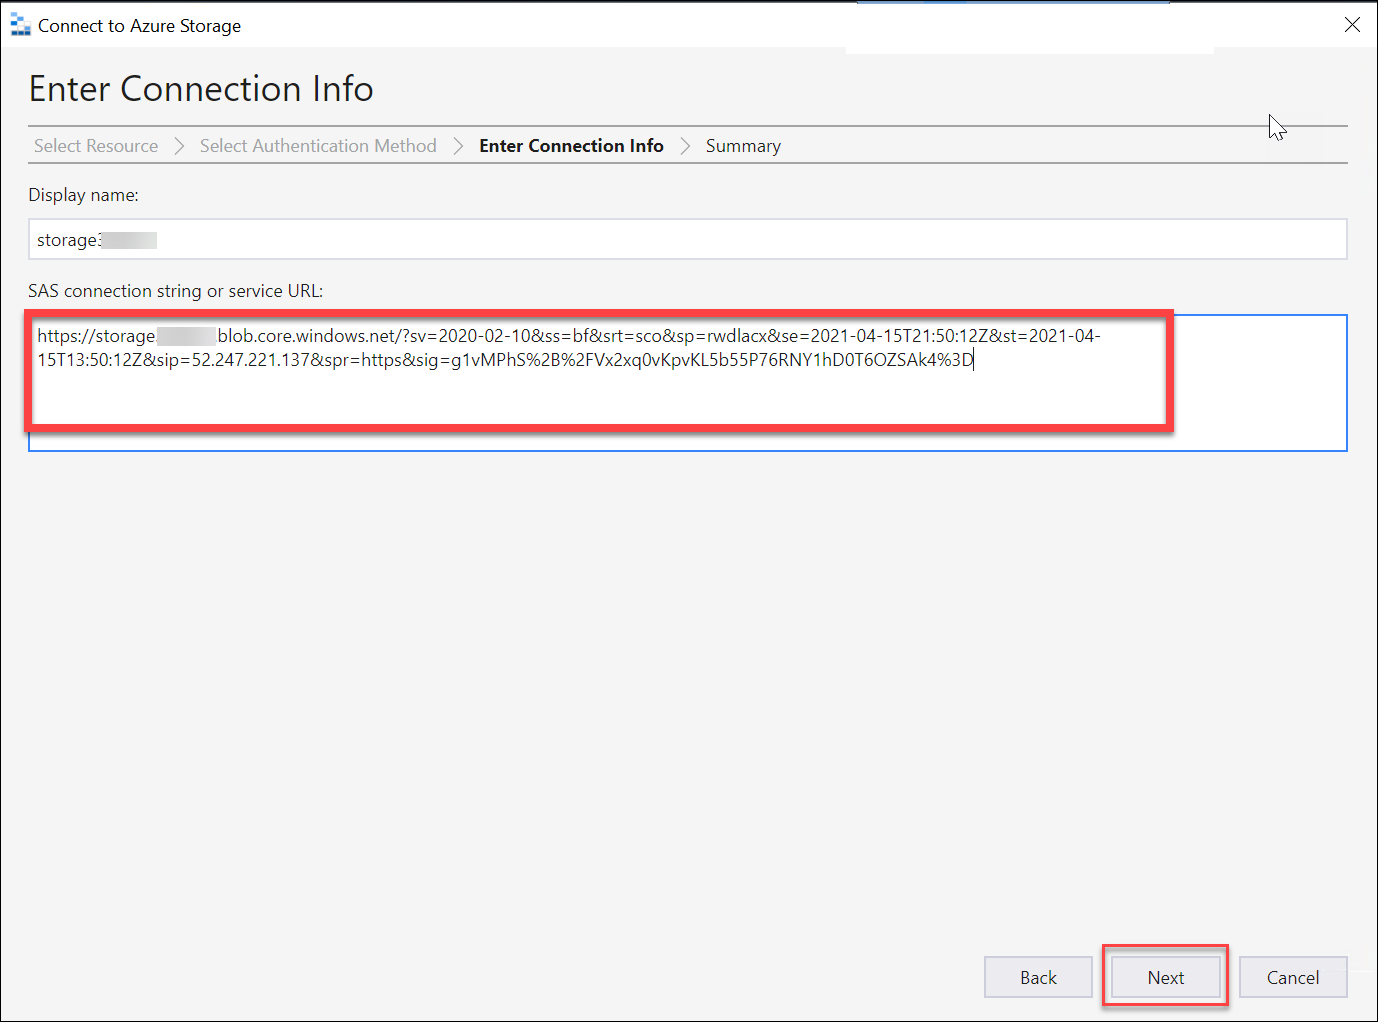 Connect to Azure Storage
Enter Connection Info
Select Resource > Select Authentication Method > Enter Connection Info > Summary
Display name:
storage3
SAS connection string or service URL:
https://storage .blob.core.windows.net/?sv=2020-02-10&ss=bf&srt=sco&sp=rwdlacx&se=2021-04-15T21:50:12Z&st=2021-04-
15T13:50:12Z&sip=52.247.221.137&spr=https&sig=g1vMPhS%2B%2FVx2xq0vKpvKL5b55P76RNY1hD0T6OZSAk4%3D
Back Next Cancel